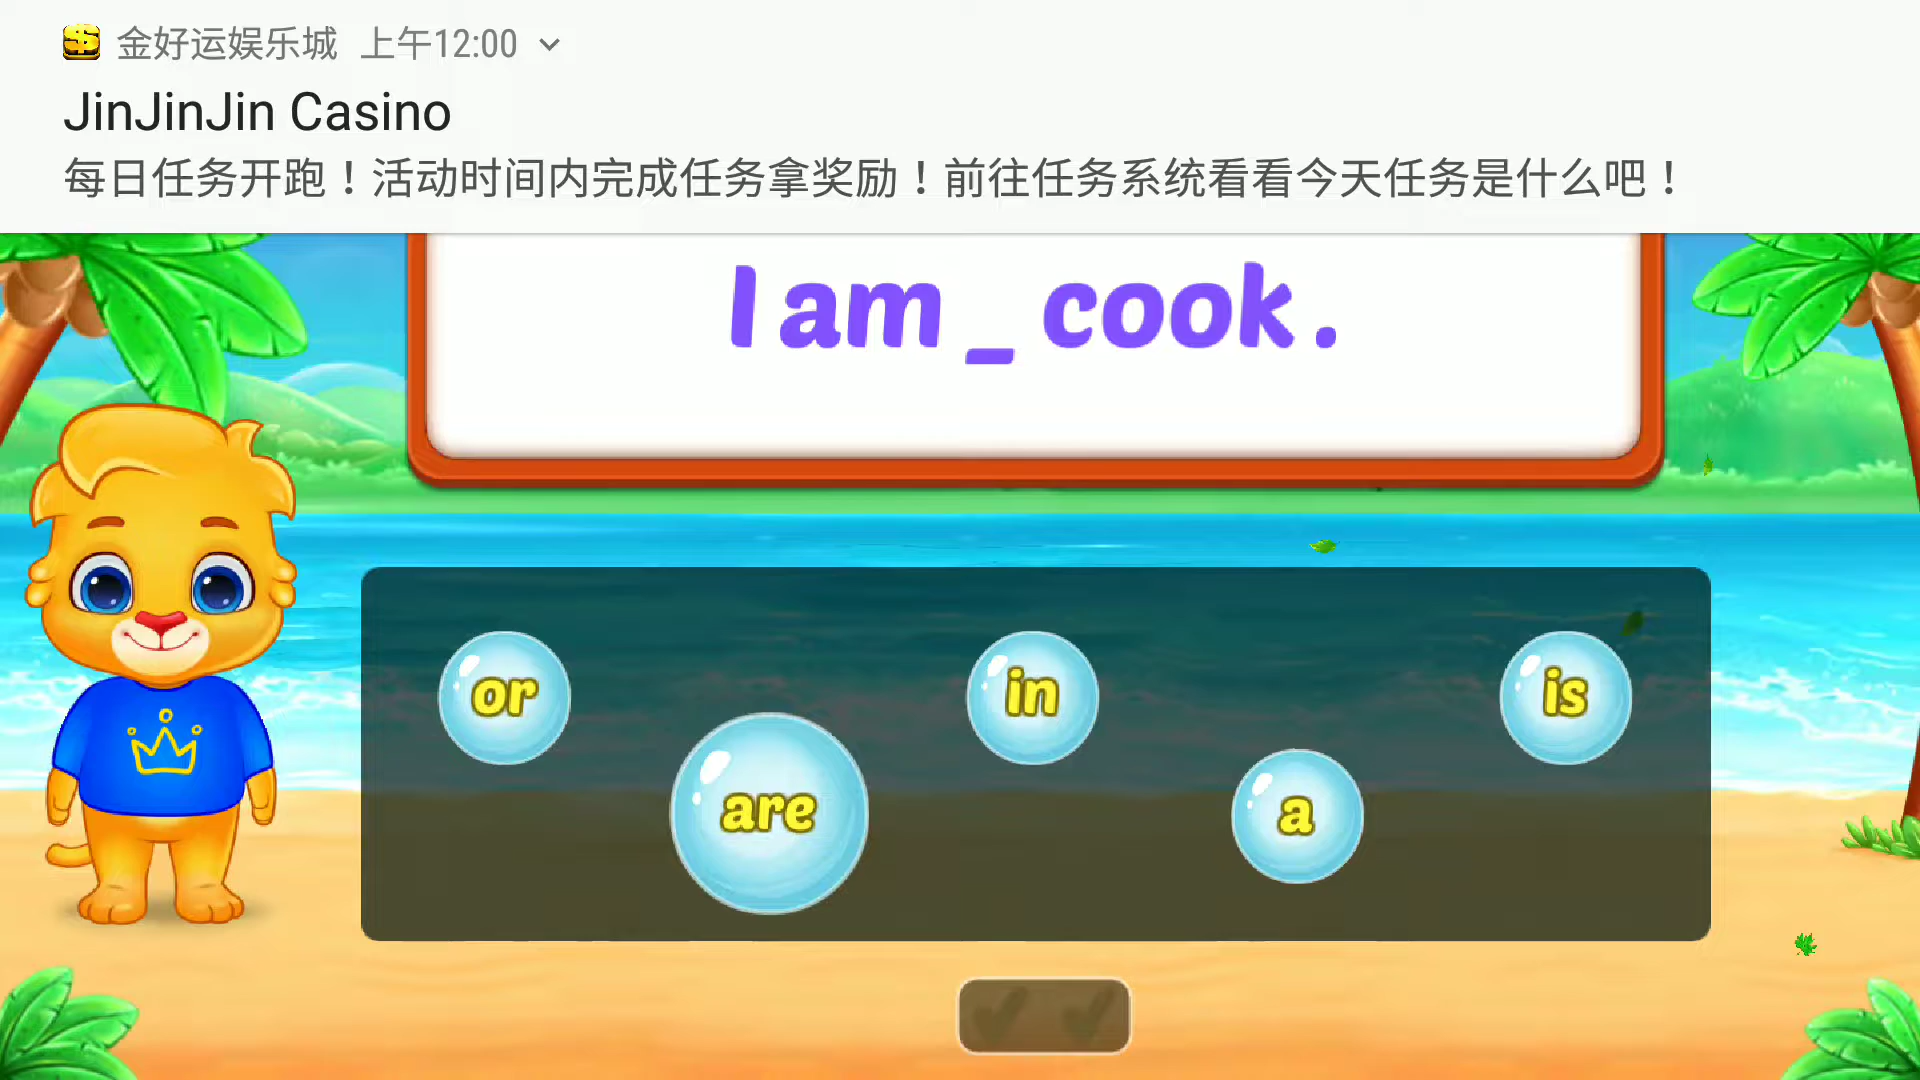 金好运娱乐城 上午12:00
JinJinJin Casino
每日任务开跑！活动时间内完成任务拿奖励！前往任务系统看看今天任务是什么吧！
I am _ cook .
or
in
is
are
a